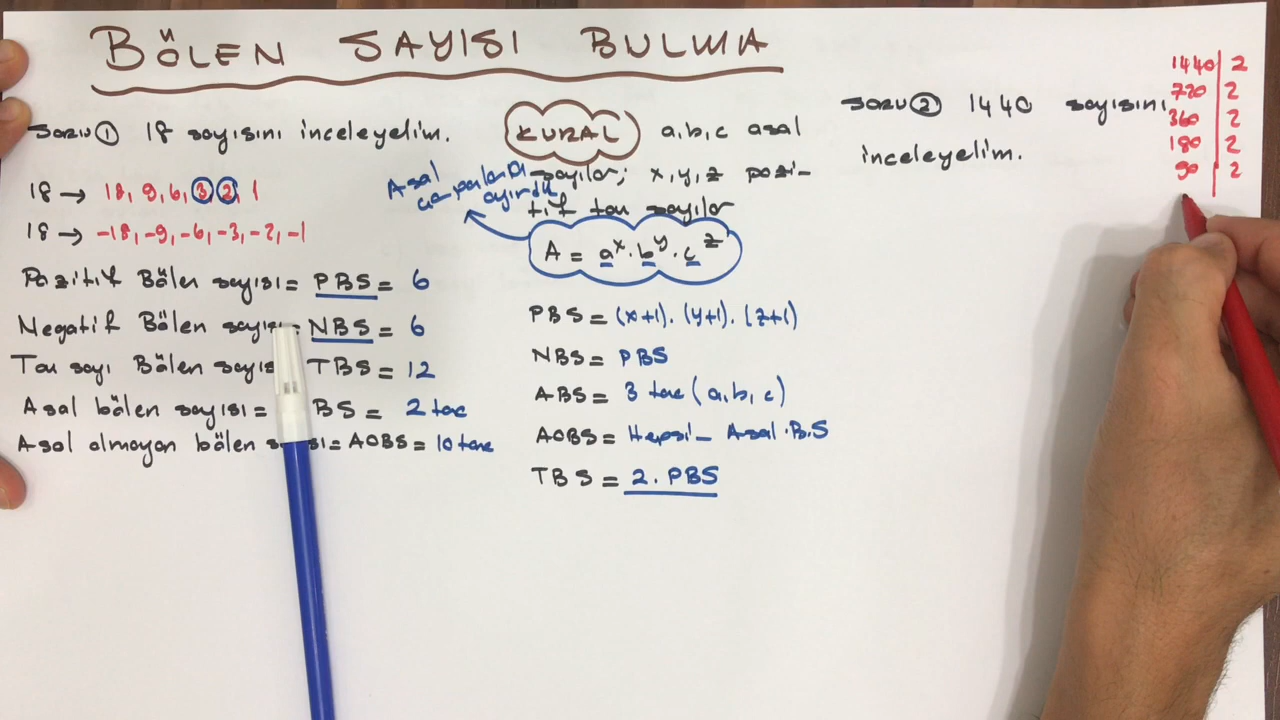 BÖLEN SAYISI BULMA
SORU ① 18 sayısını inceleyelim.
18 → 18, 9, 6, 3, 2, 1
18 → -18, -9, -6, -3, -2, -1
Pozitif Bölen sayısı = PBS = 6
Negatif Bölen sayısı = NBS = 6
Tam sayı Bölen TBS = 12
Asal bölen sayısı = BS = 2 tane
Asal olmayan bölen = AOBS = 10 tane
KURAL a, b, c asal
sayılar; x, y, z pozi-
tif tam sayılar
Asal
çarpanlarına
ayırdık
A = a^x . b^y . c^z
PBS = (x+1) . (y+1) . (z+1)
NBS = PBS
ABS = 3 tane (a, b, c)
AOBS = Hepsi - Asal.B.S
TBS = 2. PBS
SORU ② 1440 sayısını
inceleyelim.
1440 | 2
720 | 2
360 | 2
180 | 2
90 | 2